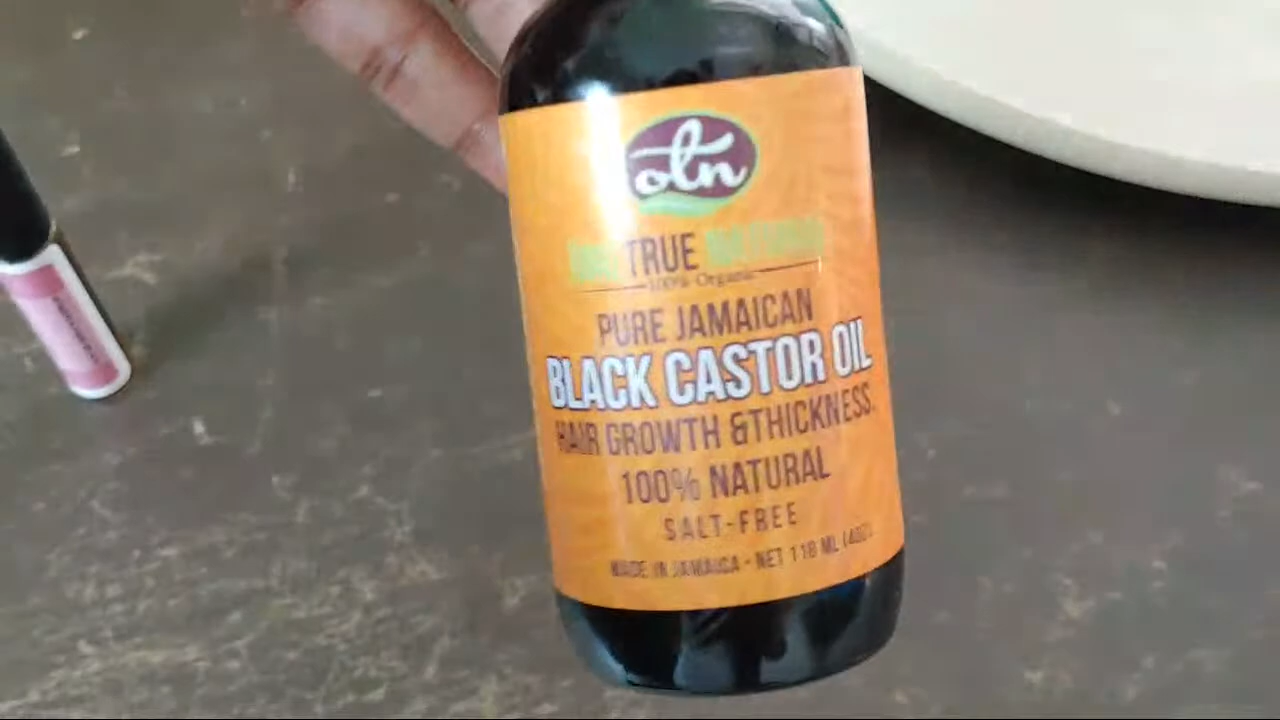 otn
TRUE
100% Organic
PURE JAMAICAN
BLACK CASTOR OIL
HAIR GROWTH &THICKNESS.
100% NATURAL
SALT-FREE
MADE IN JAMAICA - NET 118 ML (4OZ)